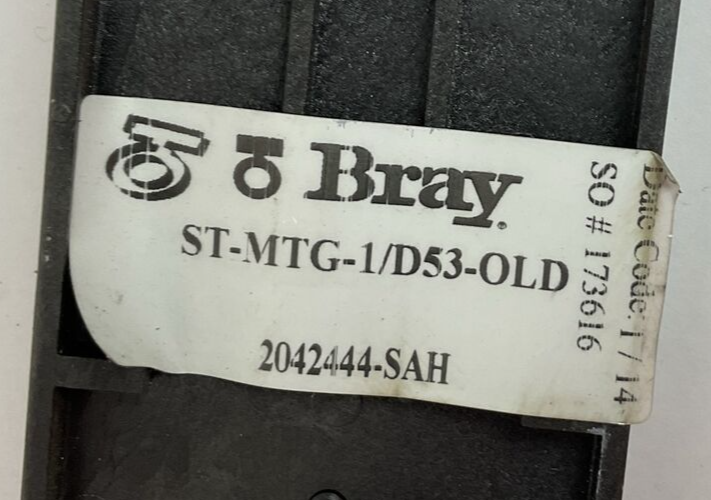 Bray
ST-MTG-1/D53-OLD
2042444-SAH
SO # 173616
Date Code: 1 / 14